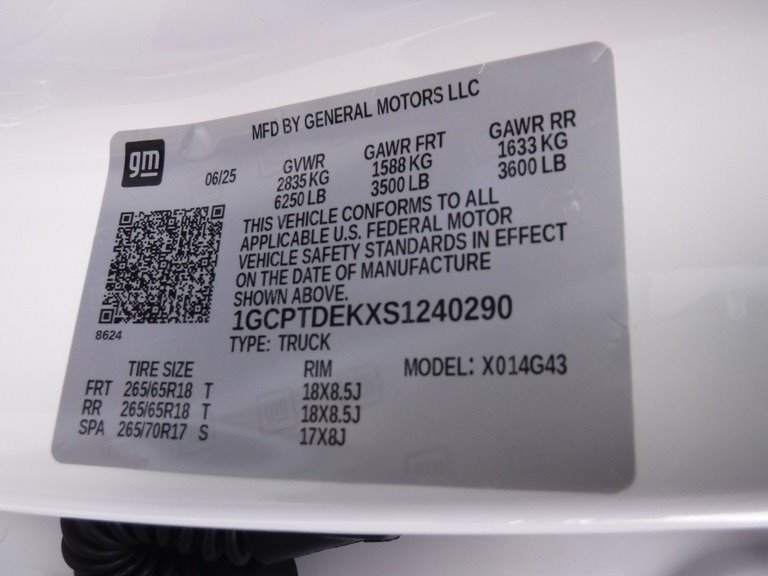 MFD BY GENERAL MOTORS LLC
gm
06/25
GVWR GAWR FRT GAWR RR
2835 KG 1588 KG 1633 KG
6250 LB 3500 LB 3600 LB
THIS VEHICLE CONFORMS TO ALL
APPLICABLE U.S. FEDERAL MOTOR
VEHICLE SAFETY STANDARDS IN EFFECT
ON THE DATE OF MANUFACTURE
SHOWN ABOVE.
8624
1GCPTDEKXS1240290
TYPE: TRUCK
TIRE SIZE RIM MODEL: X014G43
FRT 265/65R18 T 18X8.5J
RR 265/65R18 T 18X8.5J
SPA 265/70R17 S 17X8J